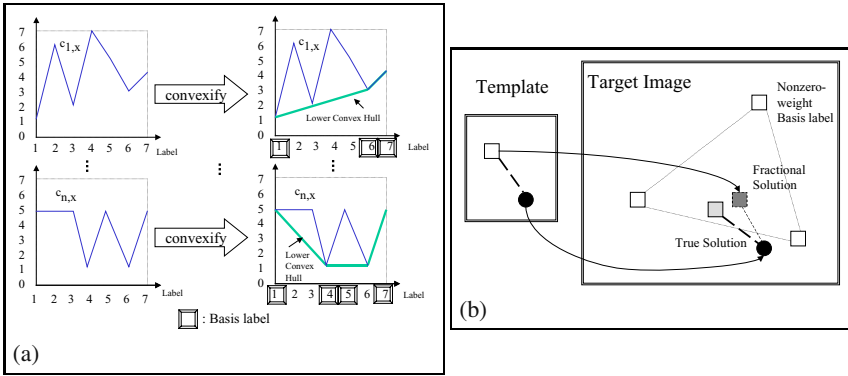 7
6
5
4
3
2
1
0
c1,x
1 2 3 4 5 6 7
Label
convexify
7
6
5
4
3
2
1
0
c1,x
Lower Convex Hull
1 2 3 4 5 6 7
Label
...
...
...
7
6
5
4
3
2
1
0
cn,x
1 2 3 4 5 6 7
Label
convexify
7
6
5
4
3
2
1
0
cn,x
Lower
Convex
Hull
1 2 3 4 5 6 7
Label
: Basis label
(a)
Template
Target Image
Nonzero-
weight
Basis label
Fractional
Solution
True Solution
(b)